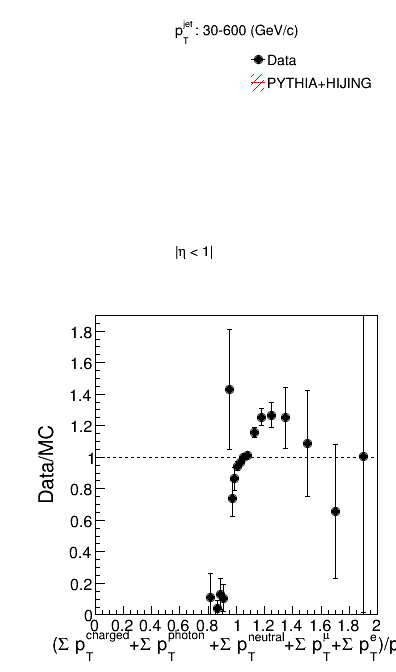 p_T^jet : 30-600 (GeV/c)
Data
PYTHIA+HIJING
|η < 1|
Data/MC
1.8
1.6
1.4
1.2
1
0.8
0.6
0.4
0.2
0
0 0.2 0.4 0.6 0.8 1 1.2 1.4 1.6 1.8 2
(Σ p_T^charged+Σ p_T^photon+Σ p_T^neutral+Σ p_T^μ+Σ p_T^e)/p